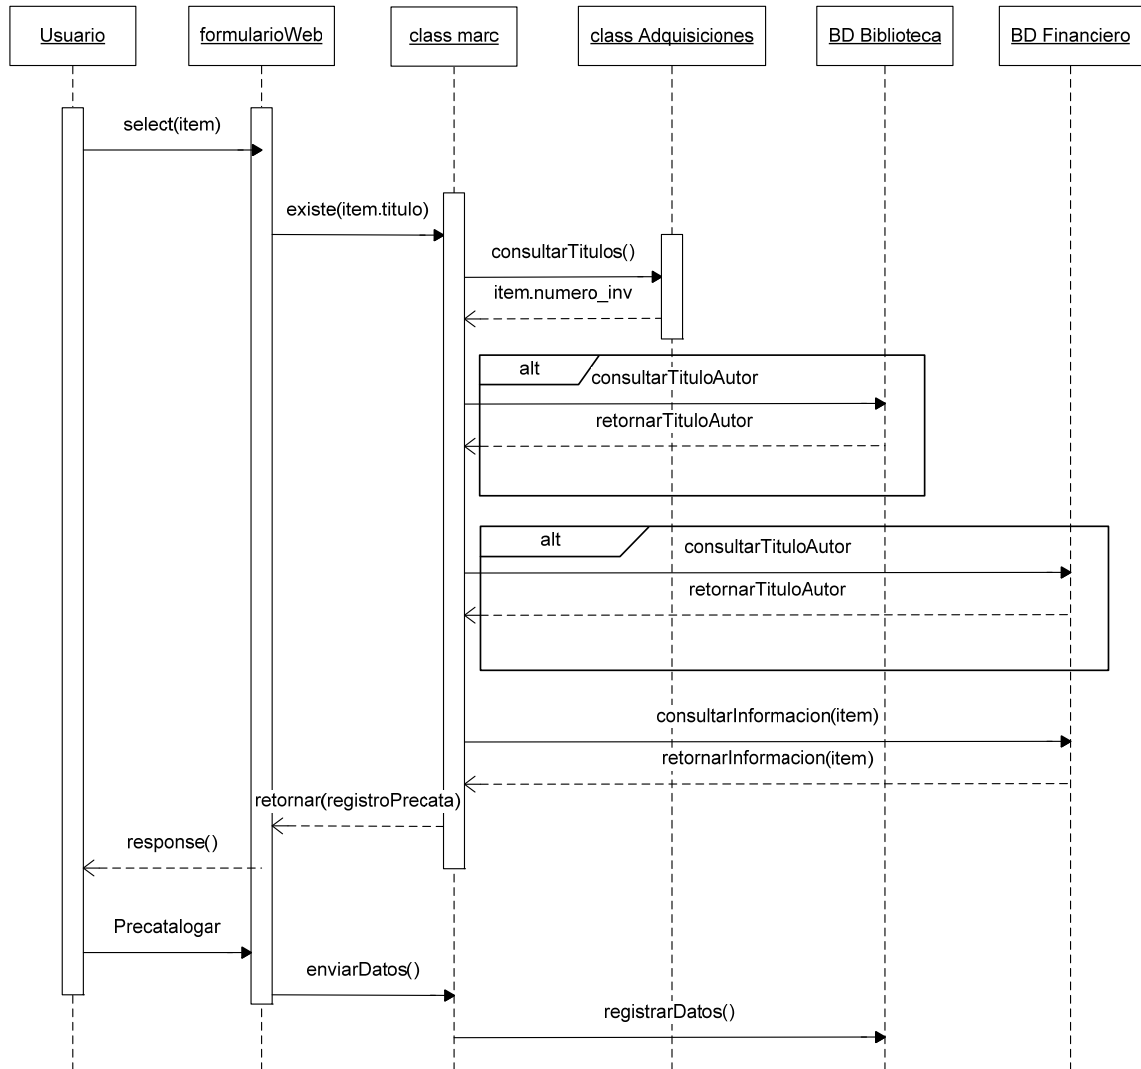 Usuario
formularioWeb
class marc
class Adquisiciones
BD Biblioteca
BD Financiero
select(item)
existe(item.titulo)
consultarTitulos()
item.numero_inv
alt
consultarTituloAutor
retornarTituloAutor
alt
consultarTituloAutor
retornarTituloAutor
consultarInformacion(item)
retornarInformacion(item)
retornar(registroPrecata)
response()
Precatalogar
enviarDatos()
registrarDatos()